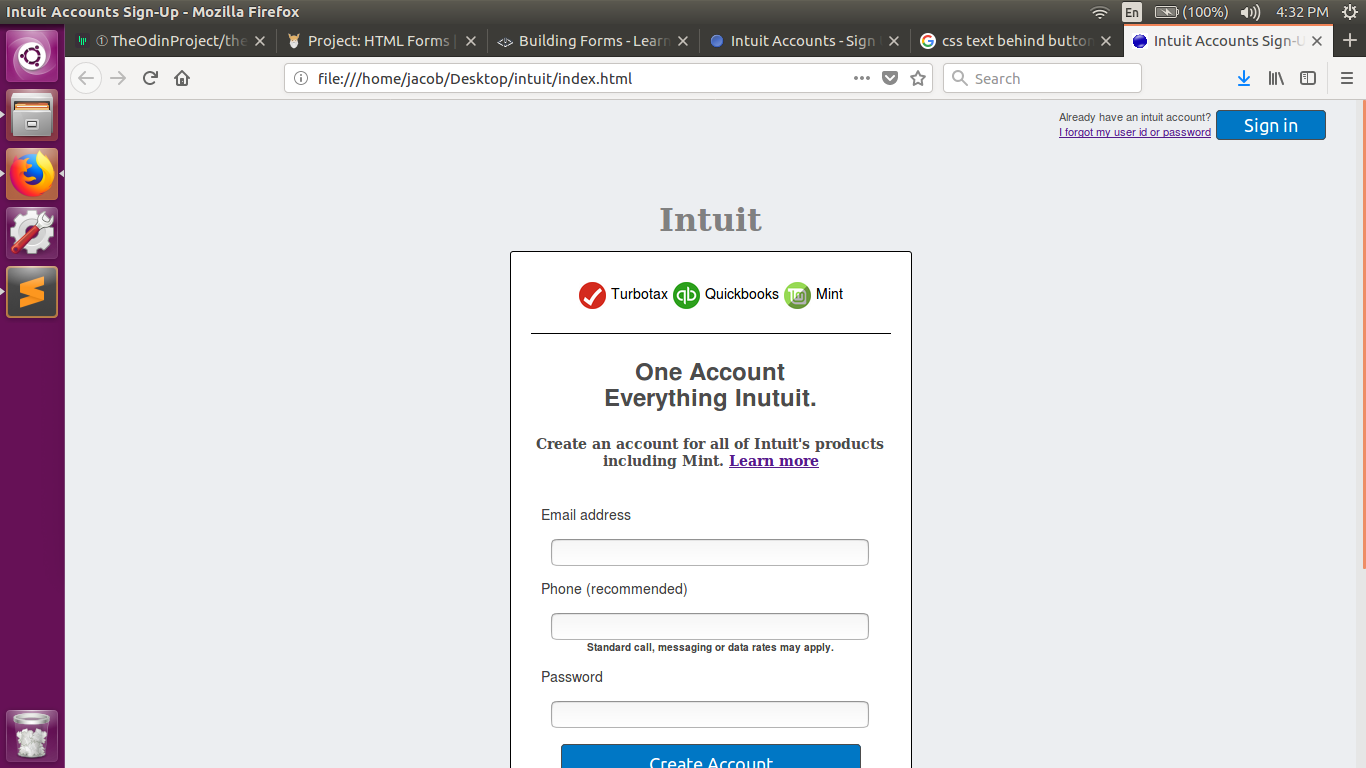 Intuit Accounts Sign-Up - Mozilla Firefox
En (100%) 4:32 PM
TheOdinProject/the
Project: HTML Forms |
Building Forms - Learn
Intuit Accounts - Sign
css text behind button
Intuit Accounts Sign-U
file:///home/jacob/Desktop/intuit/index.html
Search
Already have an intuit account?
I forgot my user id or password
Sign in
Intuit
Turbotax qb Quickbooks Mint
One Account
Everything Inutuit.
Create an account for all of Intuit's products
including Mint. Learn more
Email address
Phone (recommended)
Standard call, messaging or data rates may apply.
Password
Create Account